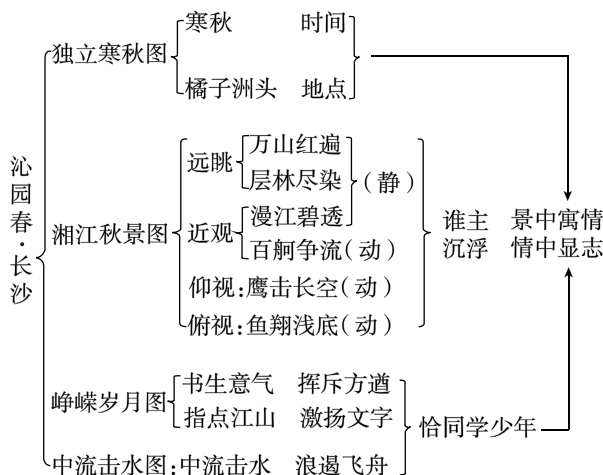 沁园春·长沙
独立寒秋图
寒秋 时间
橘子洲头 地点
湘江秋景图
远眺
万山红遍
层林尽染
(静)
近观
漫江碧透
百舸争流(动)
仰视:鹰击长空(动)
俯视:鱼翔浅底(动)
谁主
沉浮
景中寓情
情中显志
峥嵘岁月图
书生意气 挥斥方遒
指点江山 激扬文字
恰同学少年
中流击水图:中流击水 浪遏飞舟